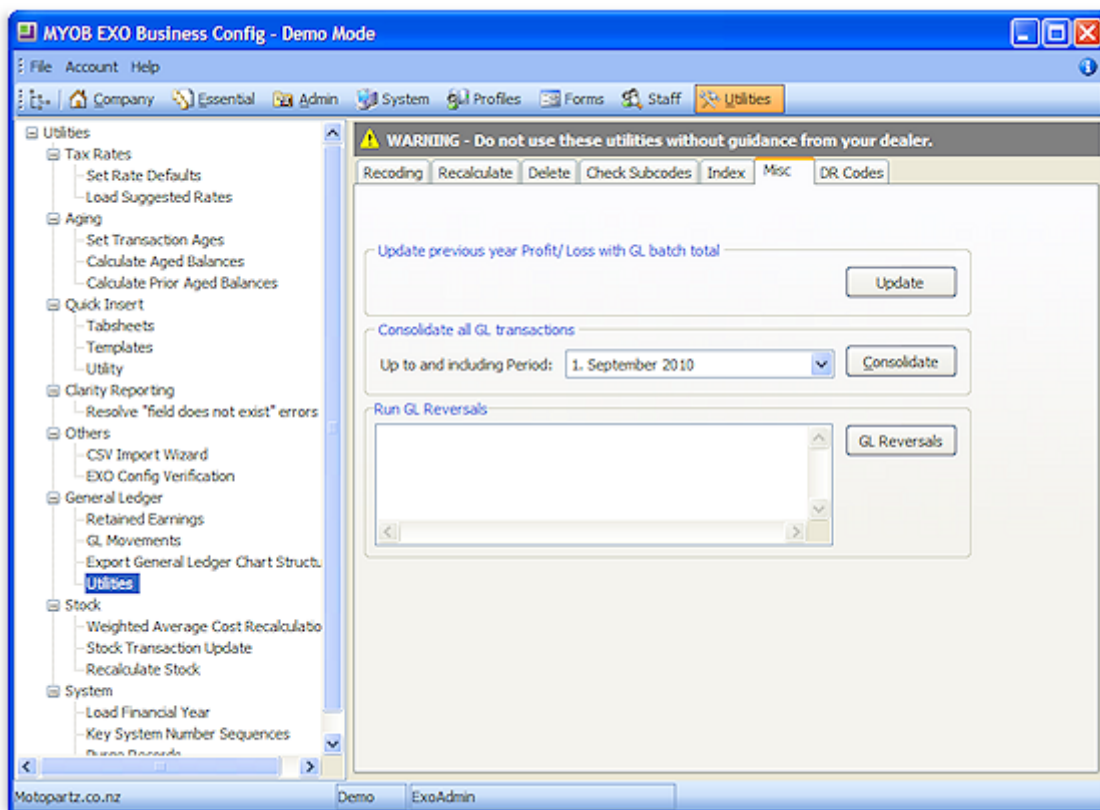 MYOB EXO Business Config - Demo Mode
File Account Help
Company Essential Admin System Profiles Forms Staff Utilities
Utilities
Tax Rates
Set Rate Defaults
Load Suggested Rates
Aging
Set Transaction Ages
Calculate Aged Balances
Calculate Prior Aged Balances
Quick Insert
Tabsheets
Templates
Utility
Clarity Reporting
Resolve "field does not exist" errors
Others
CSV Import Wizard
EXO Config Verification
General Ledger
Retained Earnings
GL Movements
Export General Ledger Chart Structu
Utilities
Stock
Weighted Average Cost Recalculatio
Stock Transaction Update
Recalculate Stock
System
Load Financial Year
Key System Number Sequences
Purge Records
WARNING - Do not use these utilities without guidance from your dealer.
Recoding Recalculate Delete Check Subcodes Index Misc DR Codes
Update previous year Profit/Loss with GL batch total
Update
Consolidate all GL transactions
Up to and including Period: 1. September 2010 Consolidate
Run GL Reversals
GL Reversals
Motopartz.co.nz Demo ExoAdmin